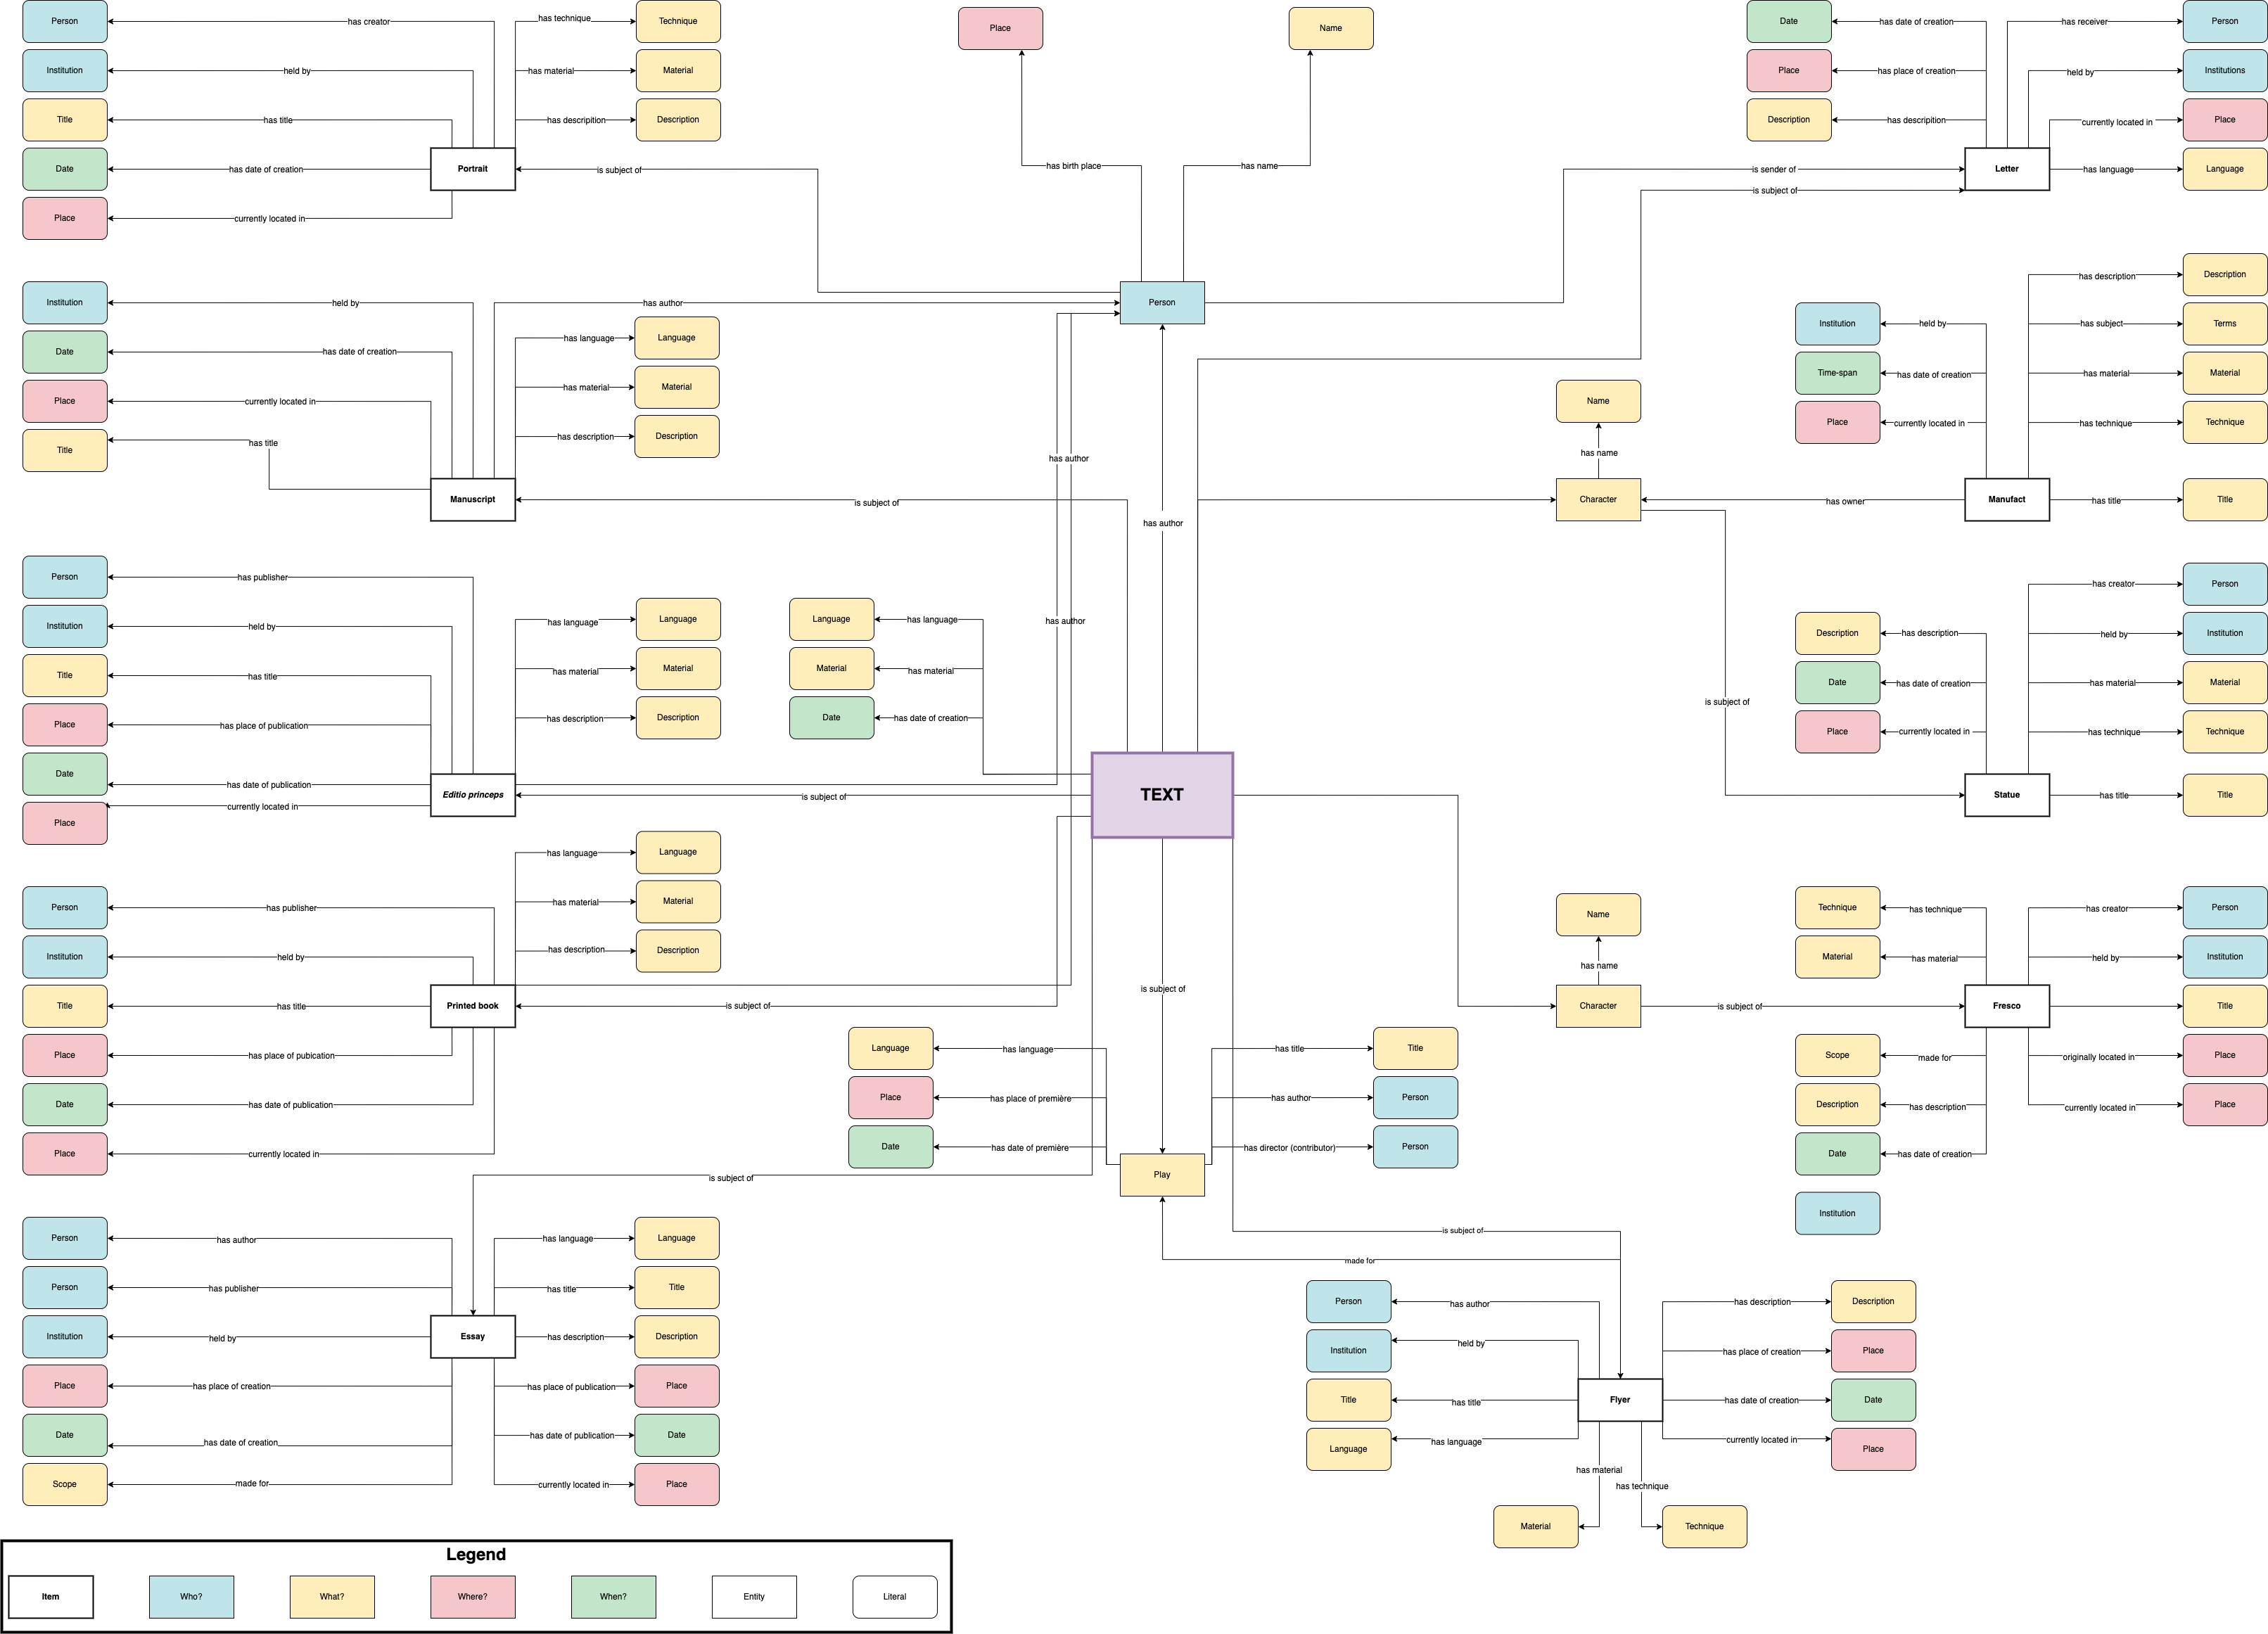 Person
has creator
has technique
Technique
Institution
held by
has material
Material
Title
has title
has descripition
Description
Date
has date of creation
Portrait
is subject of
Place
currently located in
Place
Name
has birth place
has name
Date
has date of creation
has receiver
Person
Place
has place of creation
held by
Institutions
Description
has descripition
currently located in
Place
is sender of
Letter
has language
Language
is subject of
Institution
held by
has author
Person
Date
has date of creation
has language
Language
Place
currently located in
has material
Material
Title
has title
has description
Description
Manuscript
is subject of
has author
has author
has author
has description
Description
Institution
held by
has subject
Terms
Time-span
has date of creation
has material
Material
Place
currently located in
has technique
Technique
Name
has name
Character
has owner
Manufact
has title
Title
is subject of
Person
has publisher
Institution
held by
has language
Language
Title
has title
has material
Material
Place
has place of publication
has description
Description
Date
has date of publication
Editio princeps
is subject of
Place
currently located in
Language
has language
Material
has material
Date
has date of creation
TEXT
has creator
Person
Description
has description
held by
Institution
Date
has date of creation
has material
Material
Place
currently located in
has technique
Technique
Statue
has title
Title
has language
Language
Person
has publisher
has material
Material
Institution
held by
has description
Description
Title
has title
Printed book
is subject of
Place
has place of pubication
Date
has date of publication
Place
currently located in
is subject of
Language
has language
has title
Title
Place
has place of première
has author
Person
Date
has date de première
has director (contributor)
Person
Play
Name
has name
Character
is subject of
Fresco
Technique
has technique
has creator
Person
Material
has material
held by
Institution
Title
Scope
made for
originally located in
Place
Description
has description
currently located in
Place
Date
has date of creation
Institution
is subject of
is subject of
made for
Person
has author
has language
Language
Person
has publisher
has title
Title
Institution
held by
Essay
has description
Description
Place
has place of creation
has place of publication
Place
Date
has date of creation
has date of publication
Date
Scope
made for
currently located in
Place
Person
has author
has description
Description
Institution
held by
has place of creation
Place
Title
has title
Flyer
has date of creation
Date
Language
has language
currently located in
Place
has material
has technique
Material
Technique
Legend
Item
Who?
What?
Where?
When?
Entity
Literal